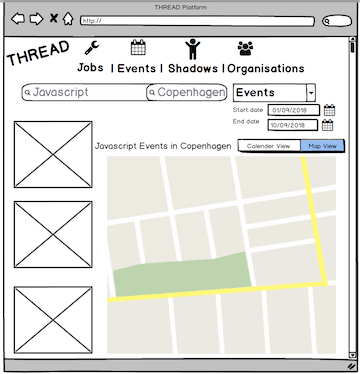 THREAD Platform
http://
THREAD
Jobs | Events | Shadows | Organisations
Javascript Copenhagen Events
Start date 01/09/2018
End date 10/09/2018
Javascript Events in Copenhagen Calender View Map View